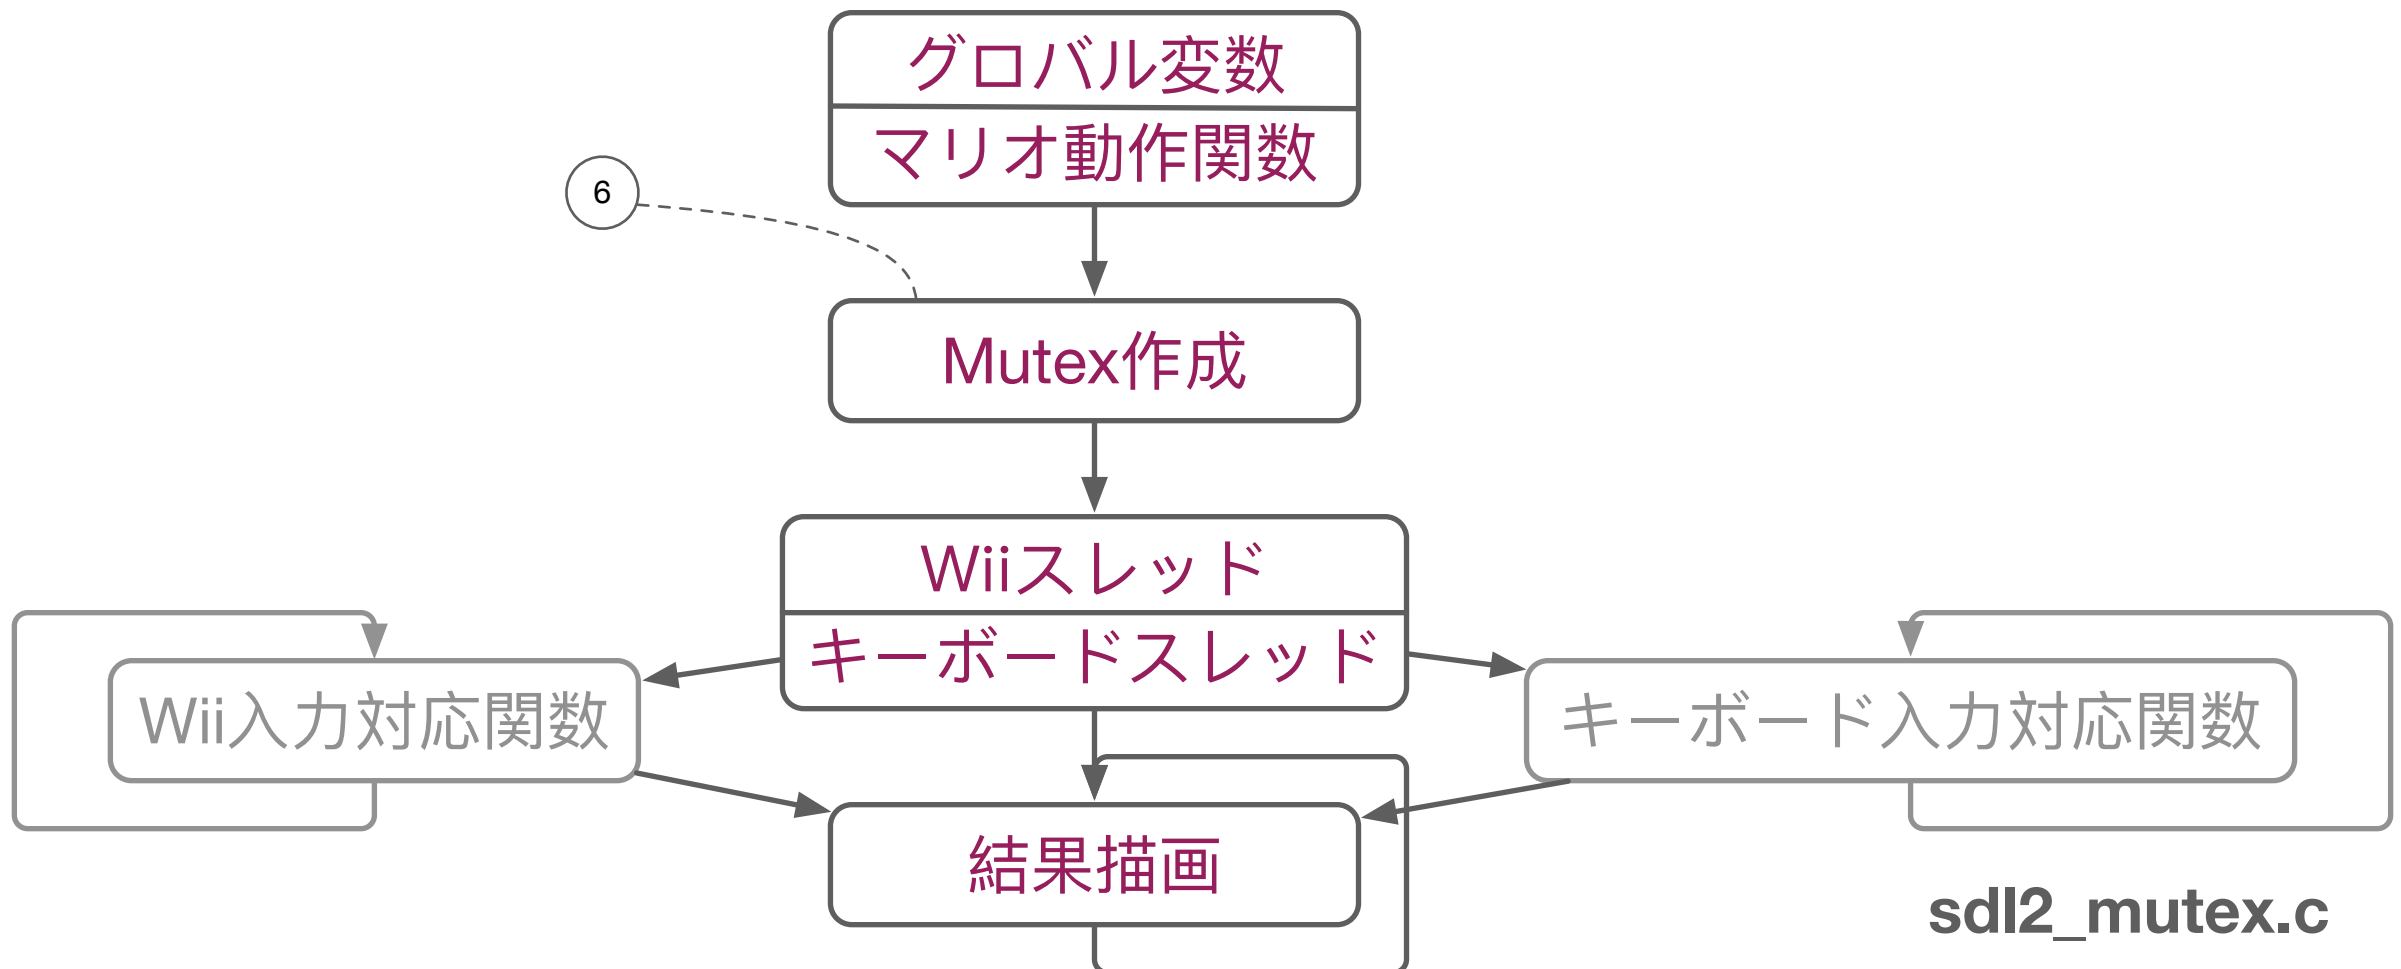 グロバル変数
マリオ動作関数
6
Mutex作成
Wiiスレッド
キーボードスレッド
Wii入力対応関数
キーボード入力対応関数
結果描画
sdl2_mutex.c